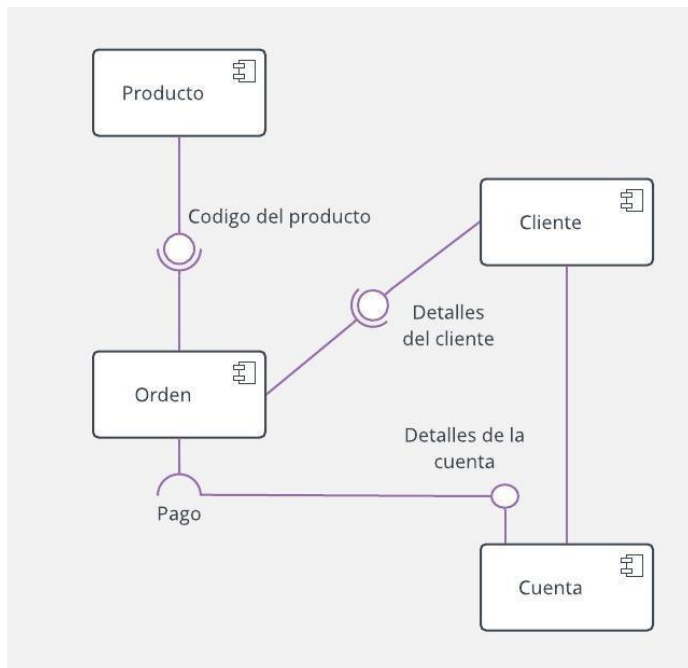 Producto
Codigo del producto
Cliente
Detalles
del cliente
Orden
Detalles de la
cuenta
Pago
Cuenta